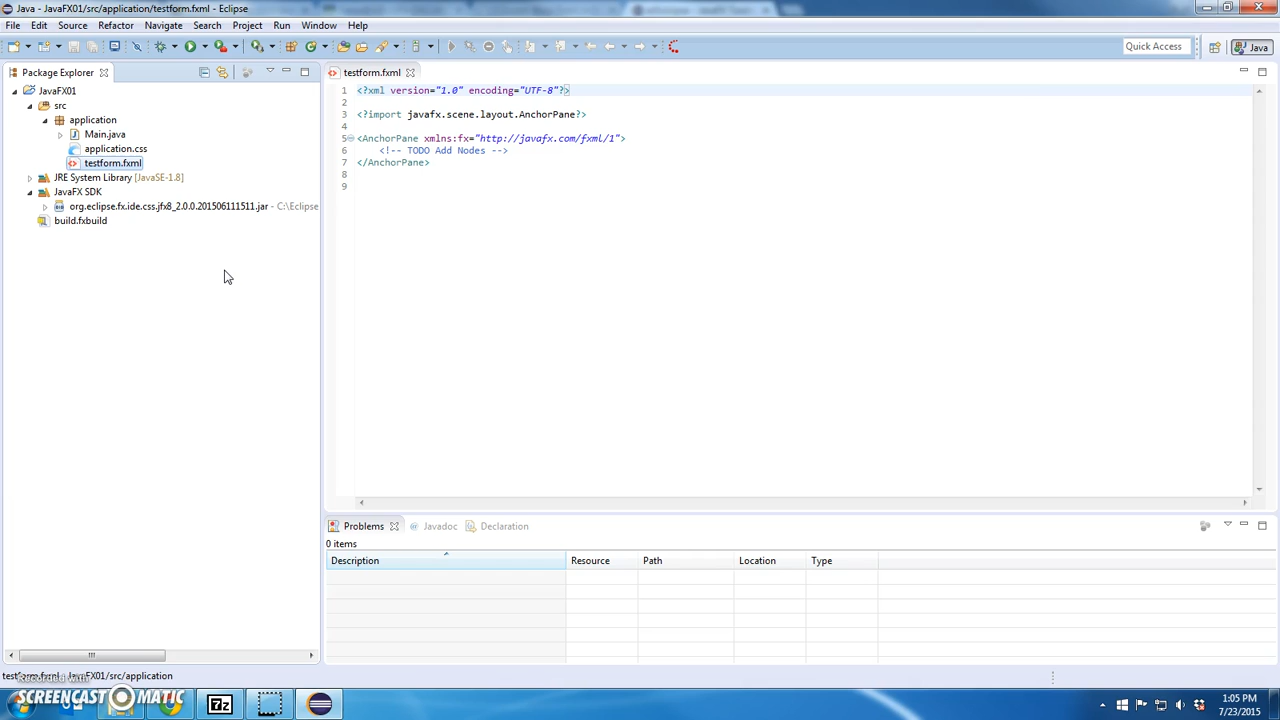 Java - JavaFX01/src/application/testform.fxml - Eclipse
File Edit Source Refactor Navigate Search Project Run Window Help
Quick Access
Java
Package Explorer
testform.fxml
JavaFX01
src
application
Main.java
application.css
testform.fxml
JRE System Library [JavaSE-1.8]
JavaFX SDK
org.eclipse.fx.ide.css.jfx8_2.0.0.201506111511.jar - C:\Eclipse
build.fxbuild
1 <?xml version="1.0" encoding="UTF-8"?>
2
3 <?import javafx.scene.layout.AnchorPane?>
4
5 <AnchorPane xmlns:fx="http://javafx.com/fxml/1">
6 <!-- TODO Add Nodes -->
7 </AnchorPane>
8
9
Problems Javadoc Declaration
0 items
Description Resource Path Location Type
testform.fxml - JavaFX01/src/application
SCREENCAST MATIC
7z
1:05 PM
7/23/2015